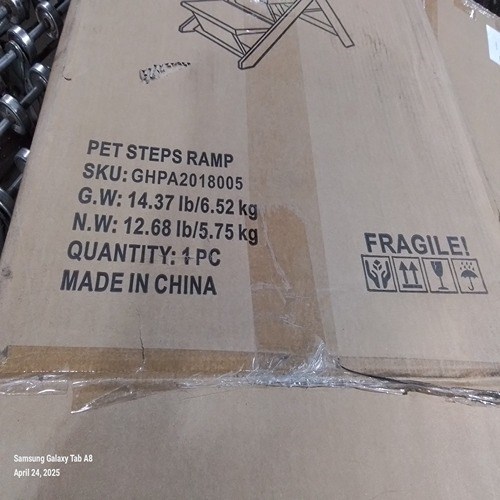 PET STEPS RAMP
SKU: GHPA2018005
G.W: 14.37 lb/6.52 kg
N.W: 12.68 lb/5.75 kg
QUANTITY: 1 PC
MADE IN CHINA
FRAGILE!
Samsung Galaxy Tab A8
April 24, 2025